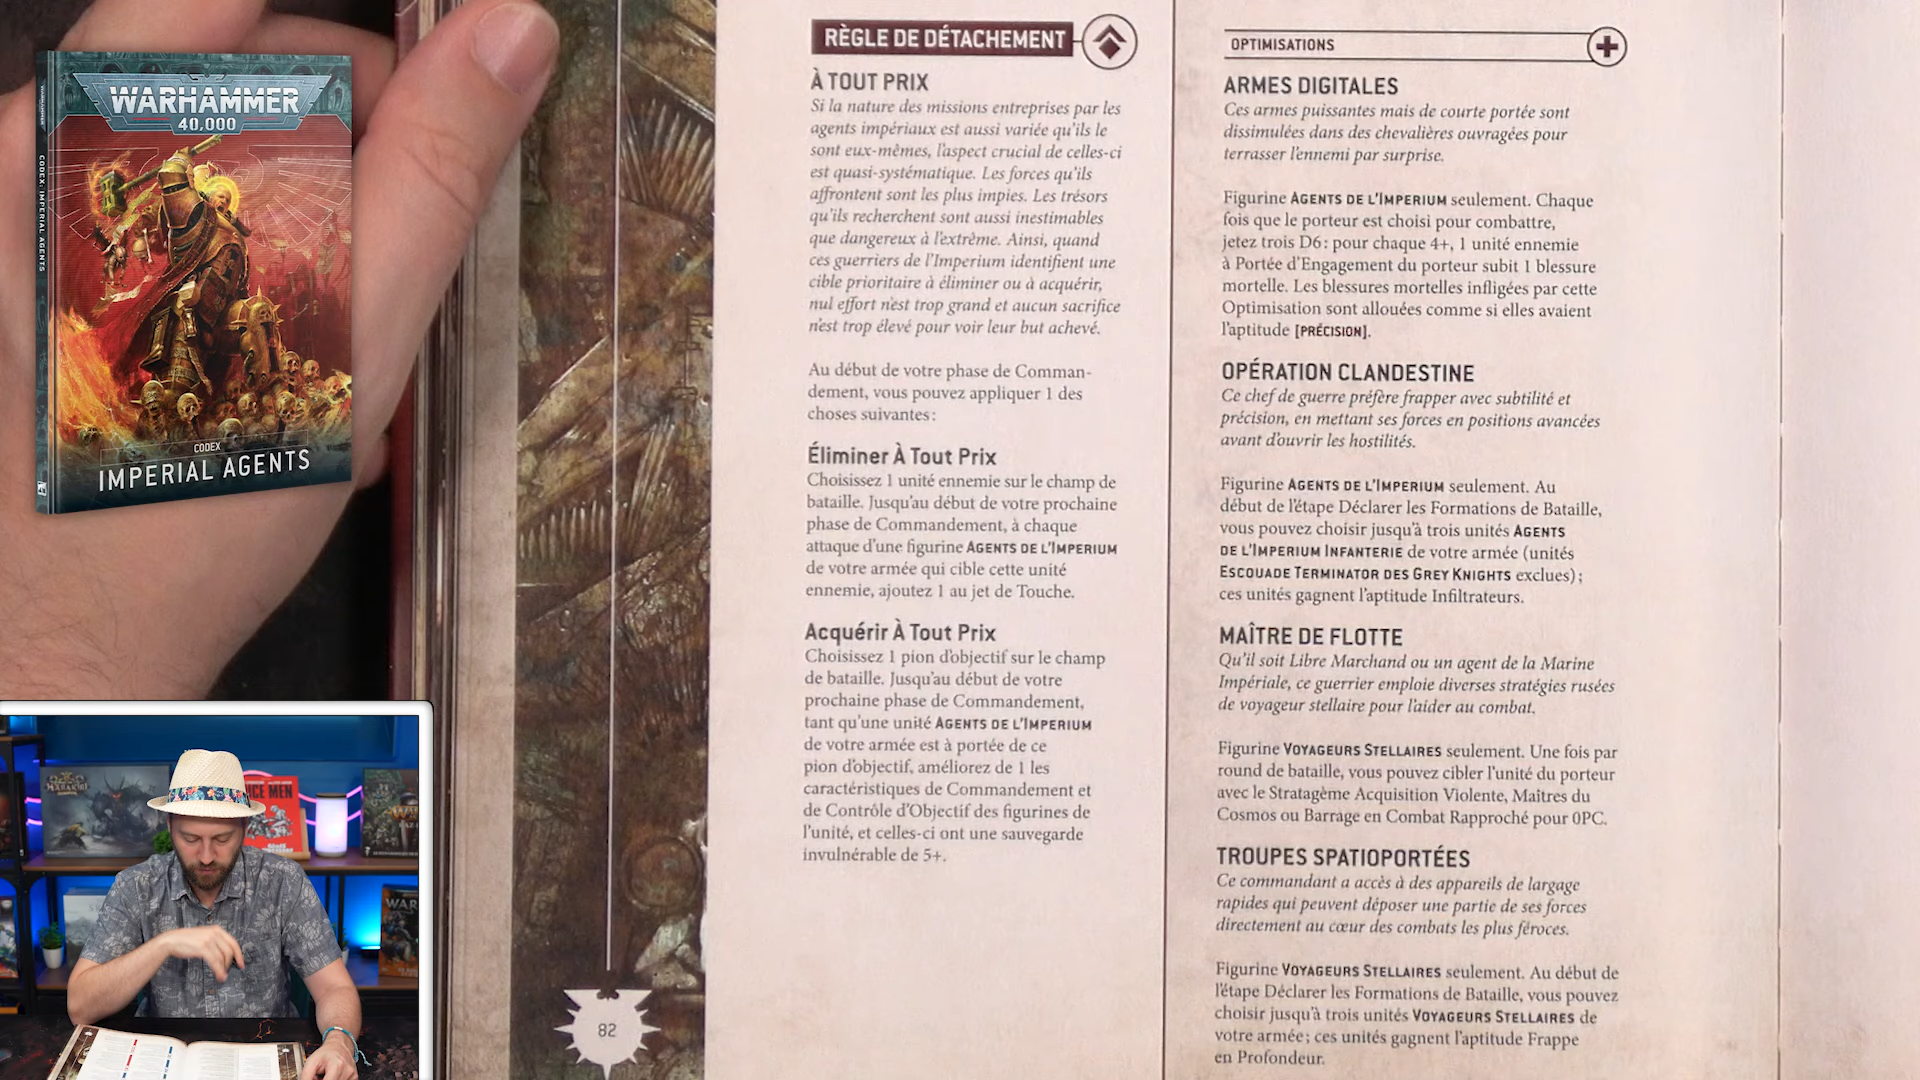 WARHAMMER
40,000
CODEX: IMPERIAL AGENTS
CODEX
IMPERIAL AGENTS
RÈGLE DE DÉTACHEMENT
À TOUT PRIX
Si la nature des missions entreprises par les
agents impériaux est aussi variée qu'ils le
sont eux-mêmes, l'aspect crucial de celles-ci
est quasi-systématique. Les forces qu'ils
affrontent sont les plus impies. Les trésors
qu'ils recherchent sont aussi inestimables
que dangereux à l'extrême. Ainsi, quand
ces guerriers de l'Imperium identifient une
cible prioritaire à éliminer ou à acquérir,
nul effort n'est trop grand et aucun sacrifice
n'est trop élevé pour voir leur but achevé.
Au début de votre phase de Comman-
dement, vous pouvez appliquer 1 des
choses suivantes :
Éliminer À Tout Prix
Choisissez 1 unité ennemie sur le champ de
bataille. Jusqu'au début de votre prochaine
phase de Commandement, à chaque
attaque d'une figurine AGENTS DE L'IMPERIUM
de votre armée qui cible cette unité
ennemie, ajoutez 1 au jet de Touche.
Acquérir À Tout Prix
Choisissez 1 pion d'objectif sur le champ
de bataille. Jusqu'au début de votre
prochaine phase de Commandement,
tant qu'une unité AGENTS DE L'IMPERIUM
de votre armée est à portée de ce
pion d'objectif, améliorez de 1 les
caractéristiques de Commandement et
de Contrôle d'Objectif des figurines de
l'unité, et celles-ci ont une sauvegarde
invulnérable de 5+.
82
OPTIMISATIONS
ARMES DIGITALES
Ces armes puissantes mais de courte portée sont
dissimulées dans des chevalières ouvragées pour
terrasser l'ennemi par surprise.
Figurine AGENTS DE L'IMPERIUM seulement. Chaque
fois que le porteur est choisi pour combattre,
jetez trois D6 : pour chaque 4+, 1 unité ennemie
à Portée d'Engagement du porteur subit 1 blessure
mortelle. Les blessures mortelles infligées par cette
Optimisation sont allouées comme si elles avaient
l'aptitude [PRÉCISION].
OPÉRATION CLANDESTINE
Ce chef de guerre préfère frapper avec subtilité et
précision, en mettant ses forces en positions avancées
avant d'ouvrir les hostilités.
Figurine AGENTS DE L'IMPERIUM seulement. Au
début de l'étape Déclarer les Formations de Bataille,
vous pouvez choisir jusqu'à trois unités AGENTS
DE L'IMPERIUM INFANTERIE de votre armée (unités
ESCOUADE TERMINATOR DES GREY KNIGHTS exclues) ;
ces unités gagnent l'aptitude Infiltrateurs.
MAÎTRE DE FLOTTE
Qu'il soit Libre Marchand ou un agent de la Marine
Impériale, ce guerrier emploie diverses stratégies rusées
de voyageur stellaire pour l'aider au combat.
Figurine VOYAGEURS STELLAIRES seulement. Une fois par
round de bataille, vous pouvez cibler l'unité du porteur
avec le Stratagème Acquisition Violente, Maîtres du
Cosmos ou Barrage en Combat Rapproché pour 0PC.
TROUPES SPATIOPORTÉES
Ce commandant a accès à des appareils de largage
rapides qui peuvent déposer une partie de ses forces
directement au cœur des combats les plus féroces.
Figurine VOYAGEURS STELLAIRES seulement. Au début de
l'étape Déclarer les Formations de Bataille, vous pouvez
choisir jusqu'à trois unités VOYAGEURS STELLAIRES de
votre armée ; ces unités gagnent l'aptitude Frappe
en Profondeur.